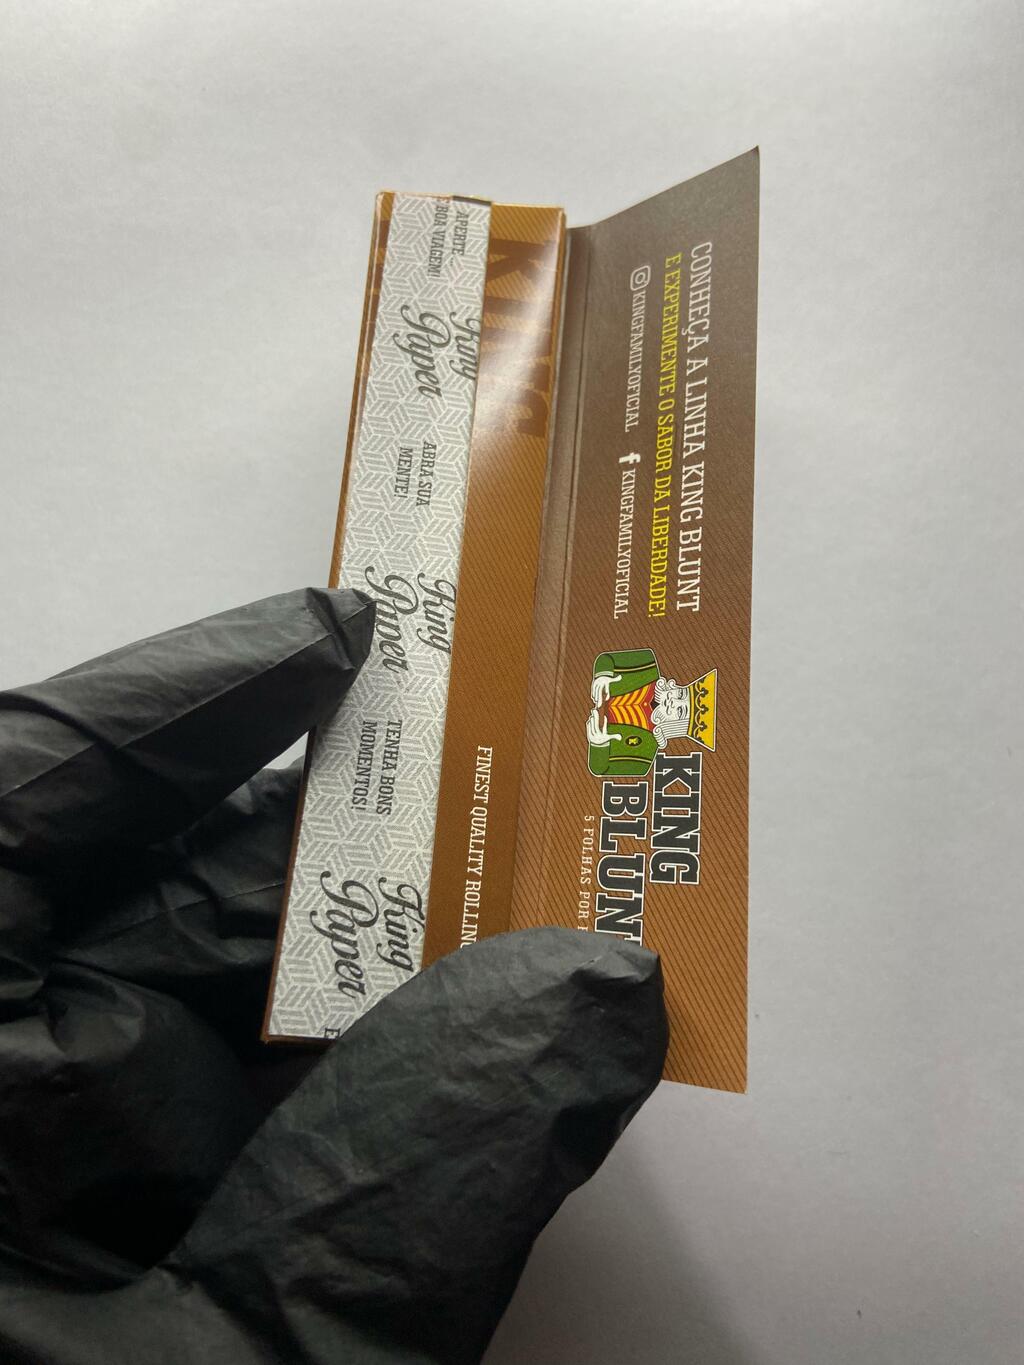 CONHEÇA A LINHA KING BLUNT
E EXPERIMENTE O SABOR DA LIBERDADE!
KINGFAMILYOFICIAL
KINGFAMILYOFICIAL
KING
BLUNT
5 FOLHAS POR
King
FINEST QUALITY ROLLING
APERTE...
BOA VIAGEM!
King
Paper
ABRA SUA
MENTE!
King
Paper
TENHA BONS
MOMENTOS!
King
Paper